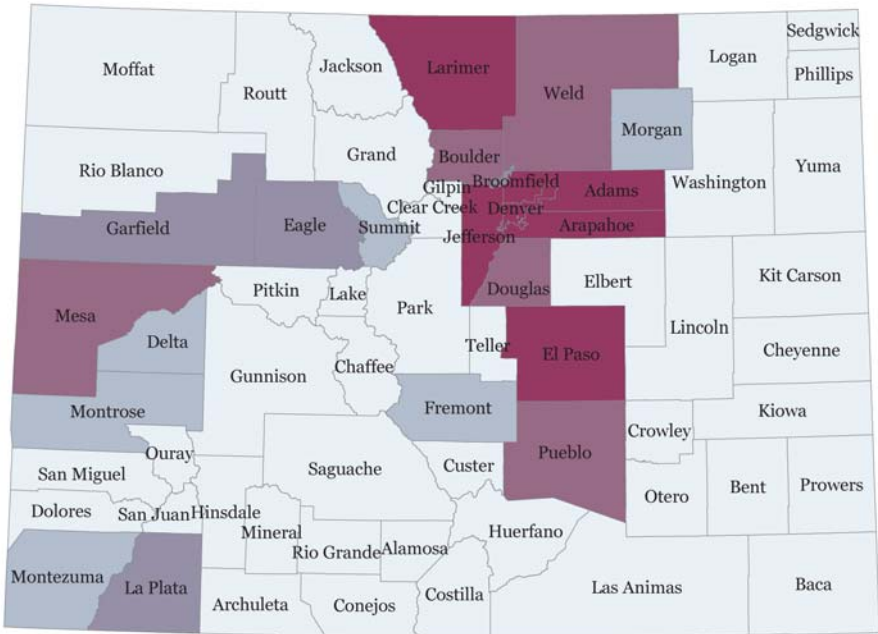 Sedgwick
Logan
Moffat
Jackson
Larimer
Phillips
Routt
Weld
Morgan
Grand
Boulder
Yuma
Rio Blanco
Washington
Gilpin
Broomfield
Adams
Clear Creek
Denver
Eagle
Summit
Arapahoe
Garfield
Jefferson
Kit Carson
Elbert
Pitkin
Lake
Douglas
Park
Mesa
Lincoln
Delta
Teller
El Paso
Cheyenne
Chaffee
Gunnison
Fremont
Montrose
Kiowa
Crowley
Ouray
Pueblo
Custer
San Miguel
Saguache
Prowers
Bent
Otero
Dolores
San Juan
Hinsdale
Mineral
Huerfano
Rio Grande
Alamosa
Montezuma
La Plata
Las Animas
Baca
Costilla
Archuleta
Conejos